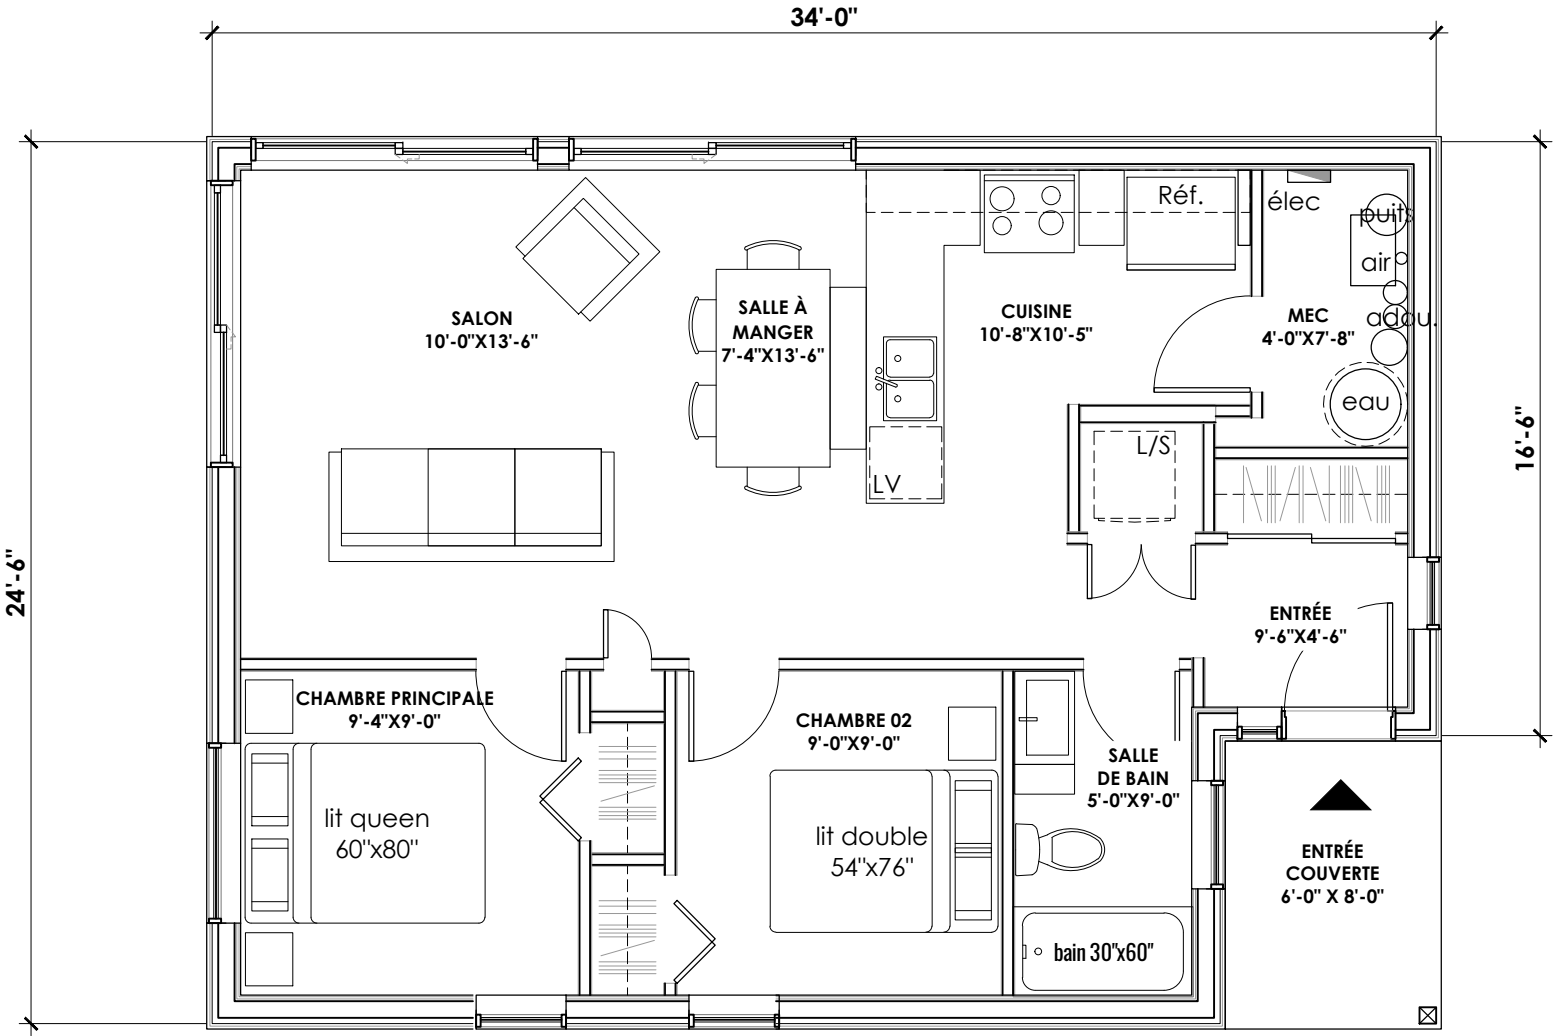 34'-0"
24'-6"
16'-6"
SALON
10'-0"X13'-6"
SALLE À
MANGER
7'-4"X13'-6"
CUISINE
10'-8"X10'-5"
Réf.
LV
élec
puits
air
adou.
MEC
4'-0"X7'-8"
eau
L/S
ENTRÉE
9'-6"X4'-6"
CHAMBRE PRINCIPALE
9'-4"X9'-0"
lit queen
60"x80"
CHAMBRE 02
9'-0"X9'-0"
lit double
54"x76"
SALLE
DE BAIN
5'-0"X9'-0"
bain 30"x60"
ENTRÉE
COUVERTE
6'-0" X 8'-0"